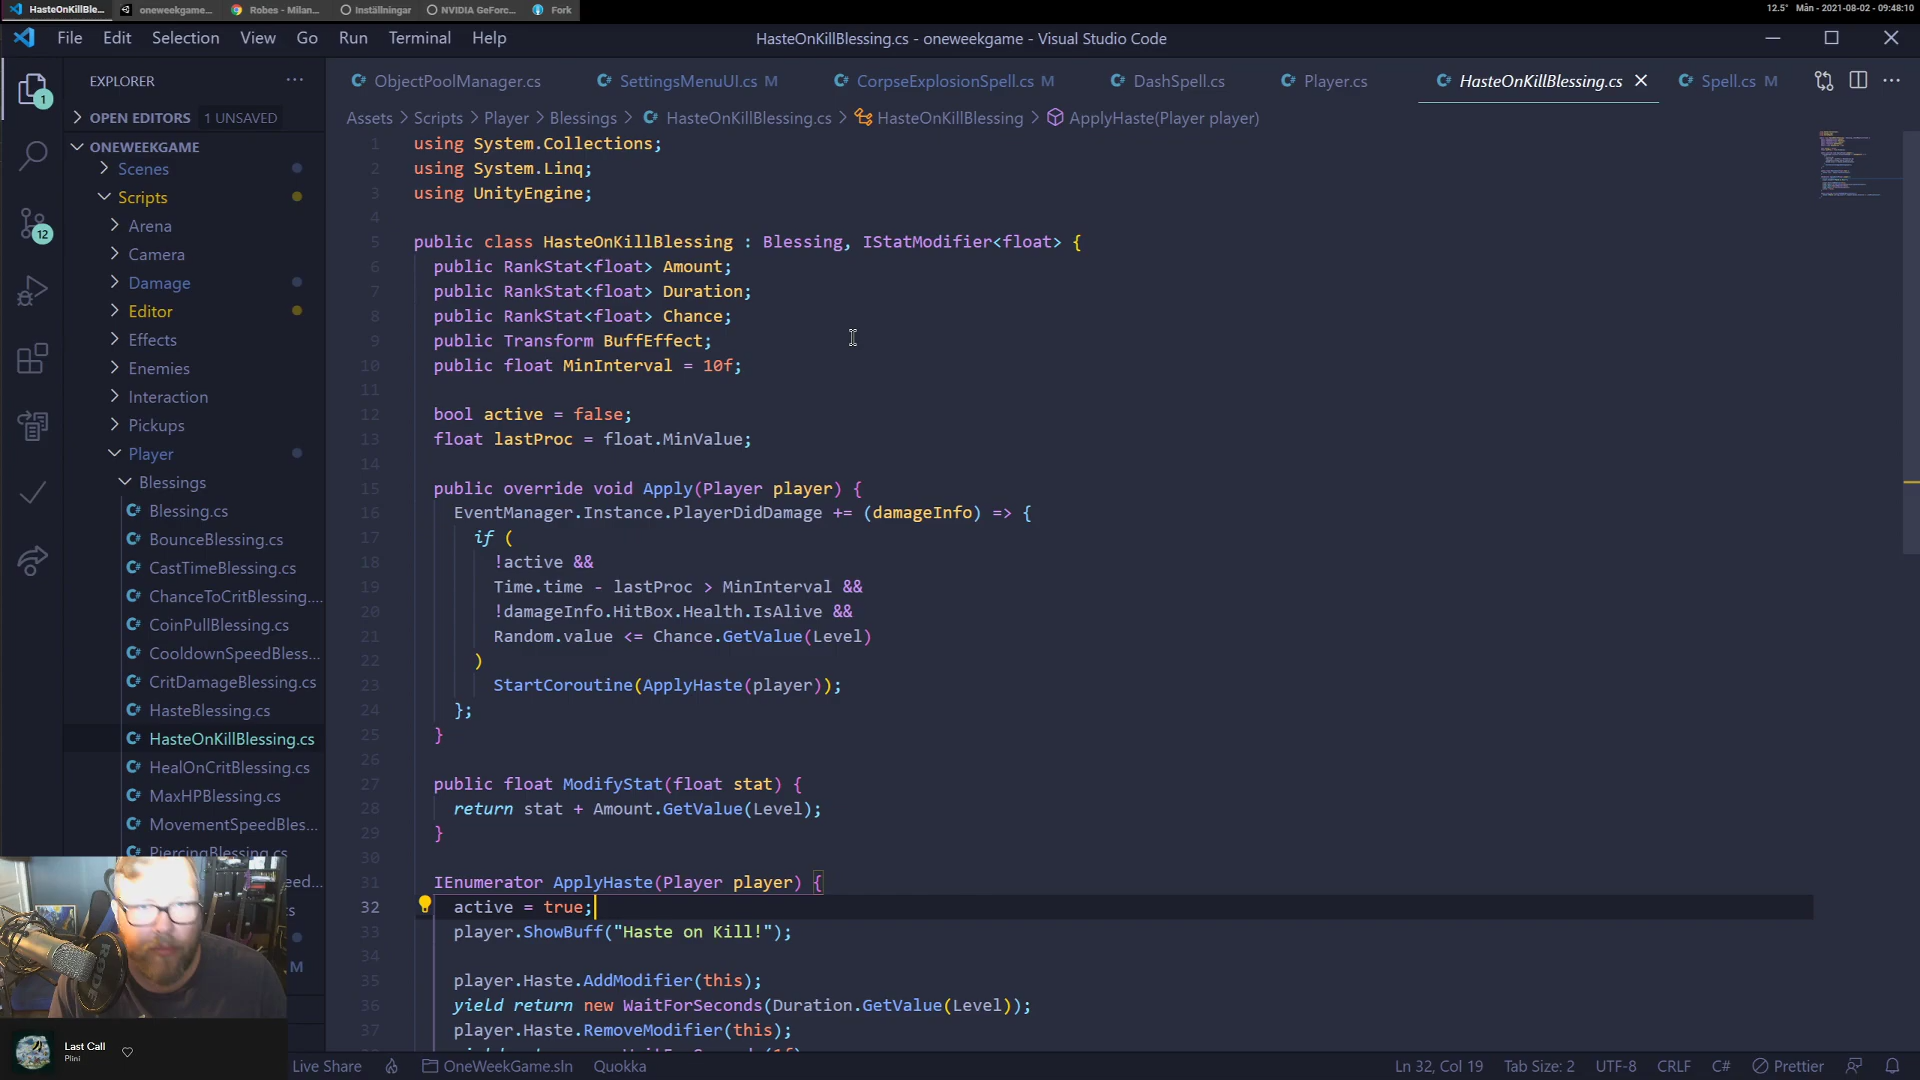 HasteOnKillBle...
oneweekgame...
Robes - Milan...
Inställningar
NVIDIA GeForc...
Fork
12.5° Mån - 2021-08-02 - 09:48:10
File Edit Selection View Go Run Terminal Help
HasteOnKillBlessing.cs - oneweekgame - Visual Studio Code
EXPLORER
ObjectPoolManager.cs
SettingsMenuUI.cs M
CorpseExplosionSpell.cs M
DashSpell.cs
Player.cs
HasteOnKillBlessing.cs
Spell.cs M
OPEN EDITORS 1 UNSAVED
Assets > Scripts > Player > Blessings > HasteOnKillBlessing.cs > HasteOnKillBlessing > ApplyHaste(Player player)
1
12
ONEWEEKGAME
Scenes
Scripts
Arena
Camera
Damage
Editor
Effects
Enemies
Interaction
Pickups
Player
Blessings
Blessing.cs
BounceBlessing.cs
CastTimeBlessing.cs
ChanceToCritBlessing....
CoinPullBlessing.cs
CooldownSpeedBless...
CritDamageBlessing.cs
HasteBlessing.cs
HasteOnKillBlessing.cs
HealOnCritBlessing.cs
MaxHPBlessing.cs
MovementSpeedBles...
PiercingBlessing.cs
eed...
cs
M
1 using System.Collections;
2 using System.Linq;
3 using UnityEngine;
4
5 public class HasteOnKillBlessing : Blessing, IStatModifier<float> {
6 public RankStat<float> Amount;
7 public RankStat<float> Duration;
8 public RankStat<float> Chance;
9 public Transform BuffEffect;
10 public float MinInterval = 10f;
11
12 bool active = false;
13 float lastProc = float.MinValue;
14
15 public override void Apply(Player player) {
16 EventManager.Instance.PlayerDidDamage += (damageInfo) => {
17 if (
18 !active &&
19 Time.time - lastProc > MinInterval &&
20 !damageInfo.HitBox.Health.IsAlive &&
21 Random.value <= Chance.GetValue(Level)
22 )
23 StartCoroutine(ApplyHaste(player));
24 };
25 }
26
27 public float ModifyStat(float stat) {
28 return stat + Amount.GetValue(Level);
29 }
30
31 IEnumerator ApplyHaste(Player player) {
32 active = true;
33 player.ShowBuff("Haste on Kill!");
34
35 player.Haste.AddModifier(this);
36 yield return new WaitForSeconds(Duration.GetValue(Level));
37 player.Haste.RemoveModifier(this);
RODE
Last Call
Plini
Live Share
OneWeekGame.sln
Quokka
Ln 32, Col 19
Tab Size: 2
UTF-8
CRLF
C#
Prettier